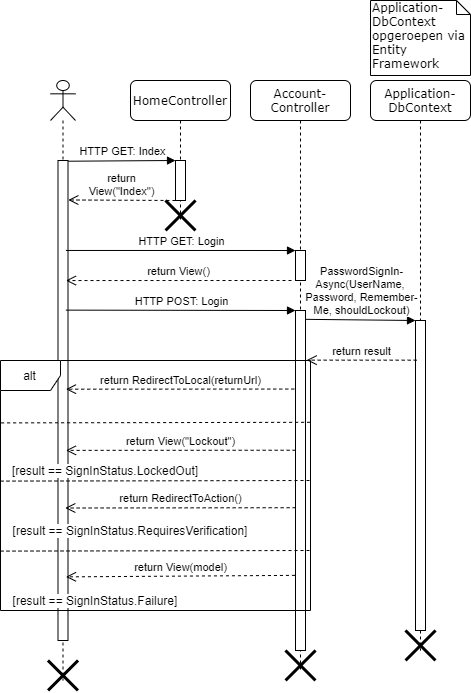 Application-
DbContext
opgeroepen via
Entity
Framework
HomeController
Account-
Controller
Application-
DbContext
HTTP GET: Index
return
View("Index")
HTTP GET: Login
return View()
HTTP POST: Login
PasswordSignIn-
Async(UserName,
Password, Remember-
Me, shouldLockout)
return result
alt
return RedirectToLocal(returnUrl)
return View("Lockout")
[result == SignInStatus.LockedOut]
return RedirectToAction()
[result == SignInStatus.RequiresVerification]
return View(model)
[result == SignInStatus.Failure]